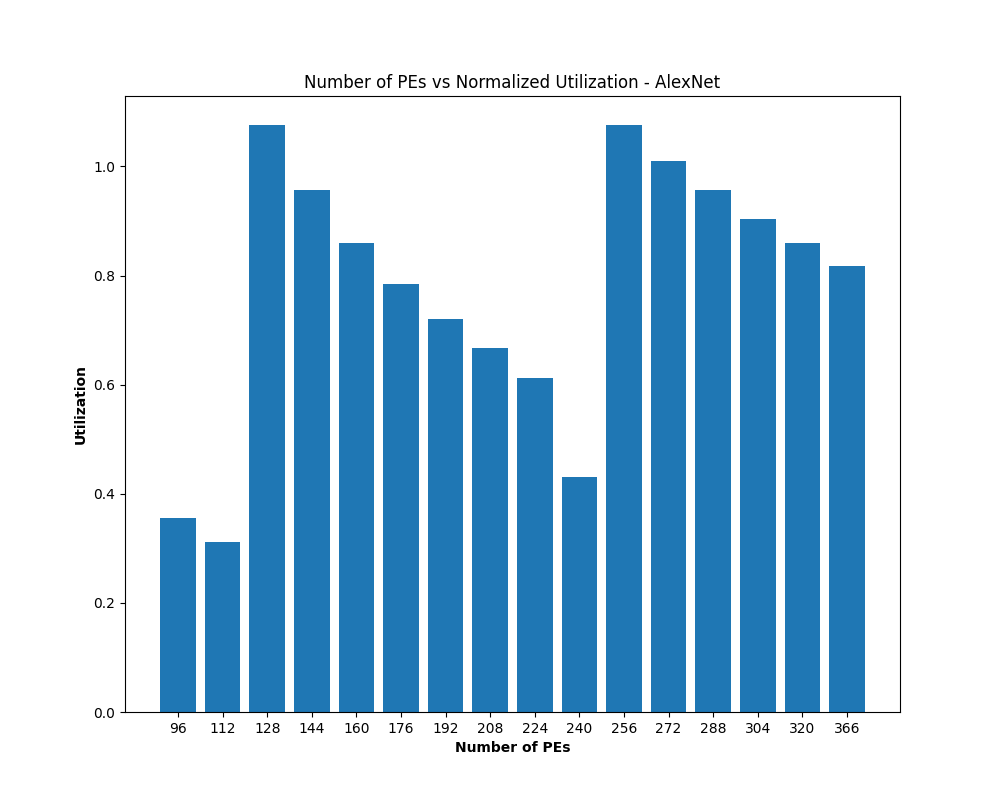 Number of PEs vs Normalized Utilization - AlexNet
Utilization
1.0
0.8
0.6
0.4
0.2
0.0
96 112 128 144 160 176 192 208 224 240 256 272 288 304 320 366
Number of PEs